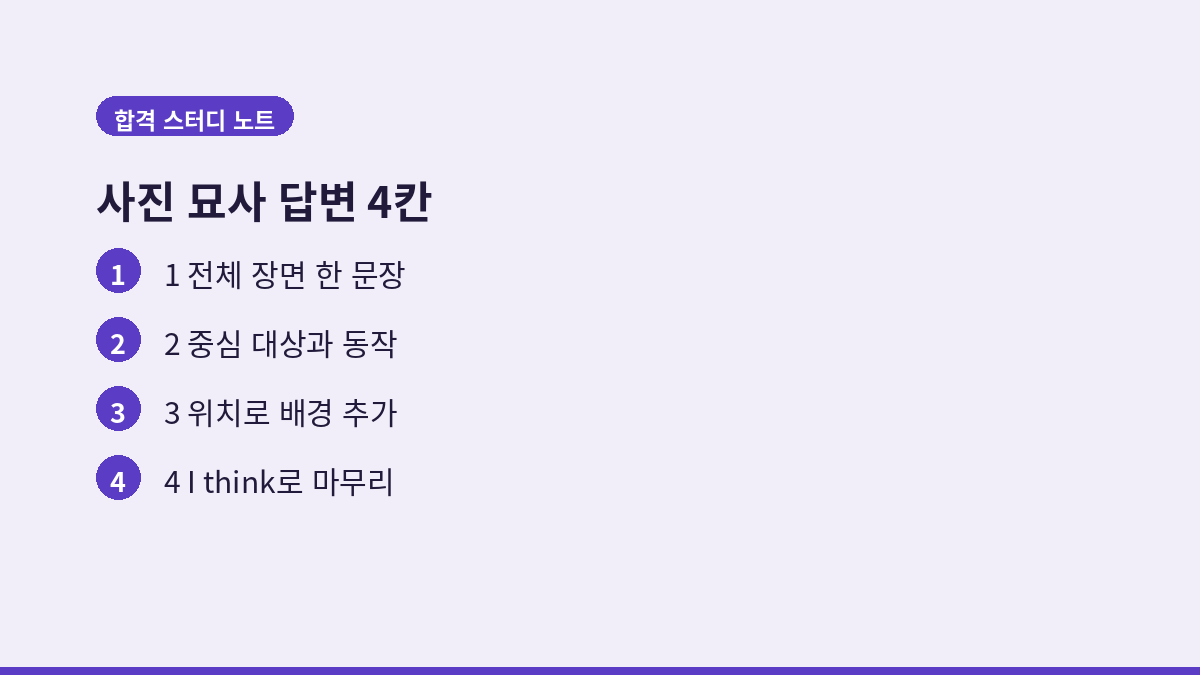 합격 스터디 노트
사진 묘사 답변 4칸
1 1 전체 장면 한 문장
2 2 중심 대상과 동작
3 3 위치로 배경 추가
4 4 I think로 마무리